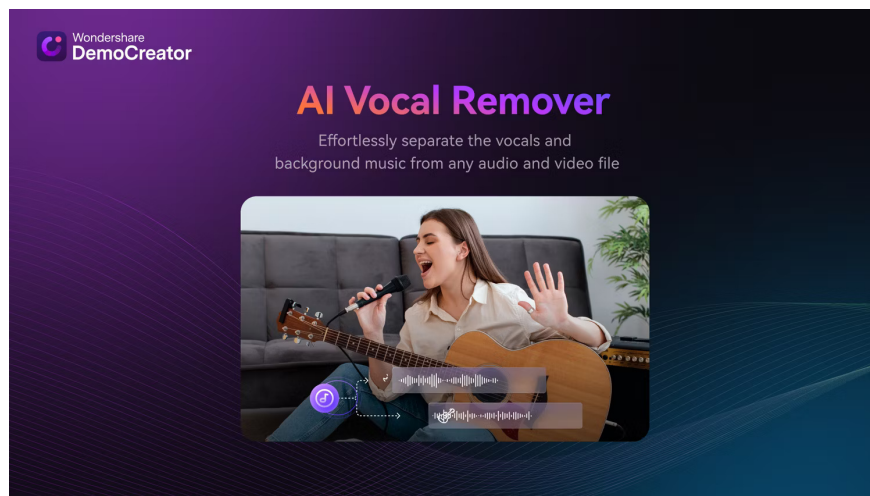 Wondershare
DemoCreator
AI Vocal Remover
Effortlessly separate the vocals and
background music from any audio and video file